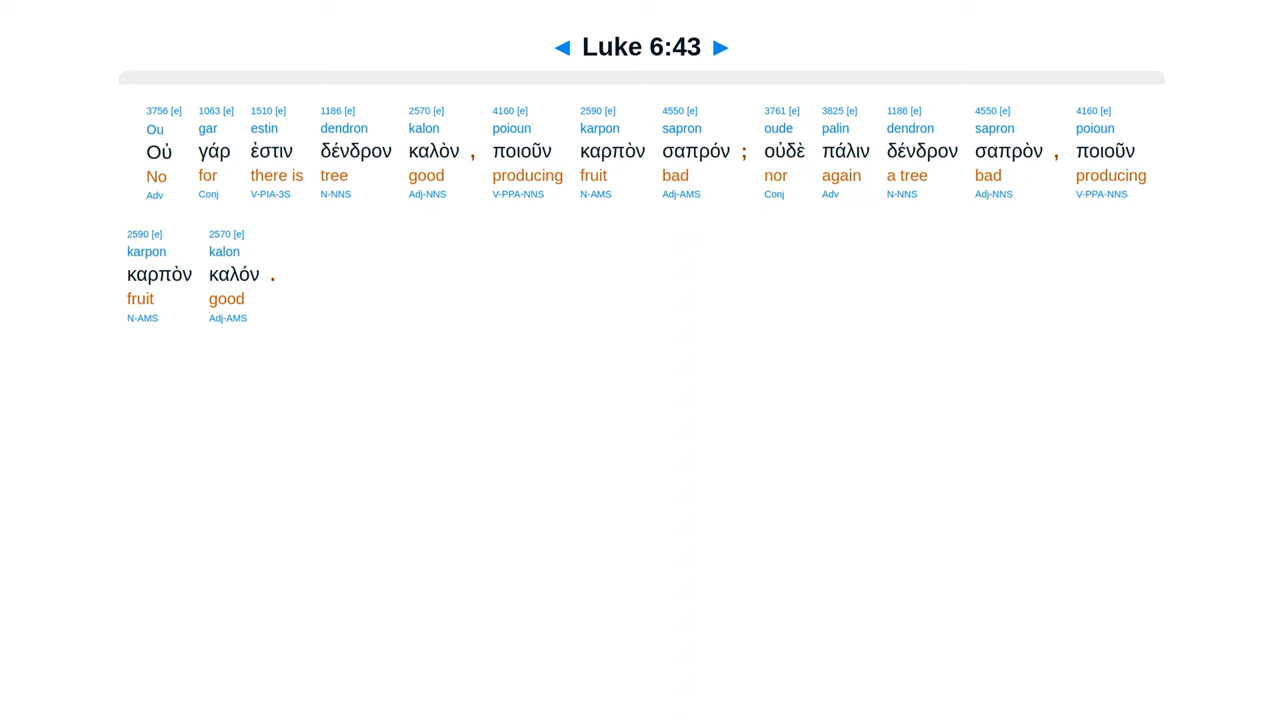 ◄ Luke 6:43 ►
3756 [e] 1063 [e] 1510 [e] 1186 [e] 2570 [e] 4160 [e] 2590 [e] 4550 [e] 3761 [e] 3825 [e] 1186 [e] 4550 [e] 4160 [e]
Ou gar estin dendron kalon poioun karpon sapron oude palin dendron sapron poioun
Οὐ γάρ ἐστιν δένδρον καλὸν , ποιοῦν καρπὸν σαπρόν ; οὐδὲ πάλιν δένδρον σαπρὸν , ποιοῦν
No for there is tree good producing fruit bad nor again a tree bad producing
Adv Conj V-PIA-3S N-NNS Adj-NNS V-PPA-NNS N-AMS Adj-AMS Conj Adv N-NNS Adj-NNS V-PPA-NNS
2590 [e] 2570 [e]
karpon kalon
καρπὸν καλόν .
fruit good
N-AMS Adj-AMS